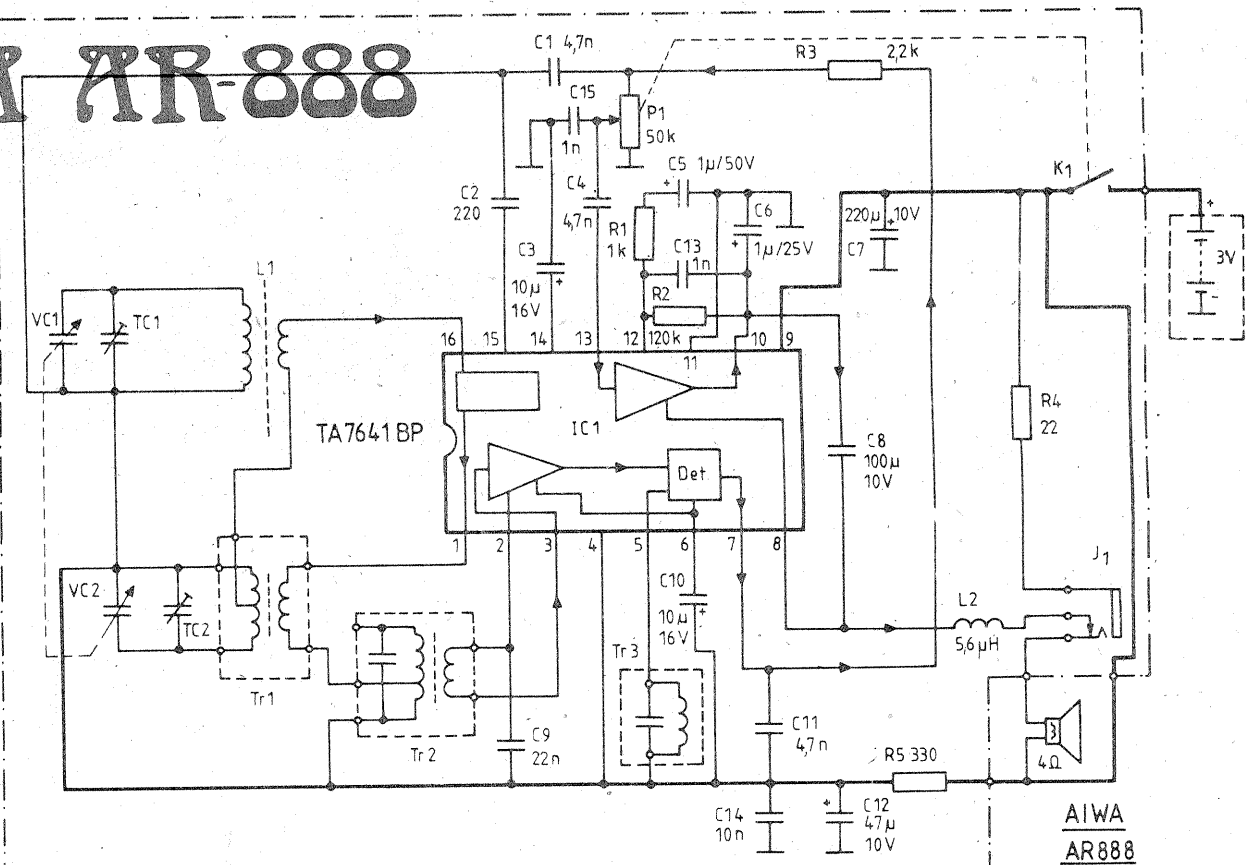 A AR-888
C1 4,7n
R3 2,2k
C15
1n
P1
50k
C5 1µ/50V
K1
C2
220
C4
4,7n
R1
1k
C6
1µ/25V
220µ 10V
C7
3V
C3
10µ
16V
C13
1n
L1
R2
120k
VC1
TC1
16 15 14 13 12 11 10 9
TA7641BP
IC1
R4
22
C8
100µ
10V
Det.
1 2 3 4 5 6 7 8
J1
VC2
TC2
C10
10µ
16V
L2
5,6µH
Tr3
Tr1
C11
4,7n
Tr2
C9
22n
R5 330
4Ω
C14
10n
C12
47µ
10V
AIWA
AR888